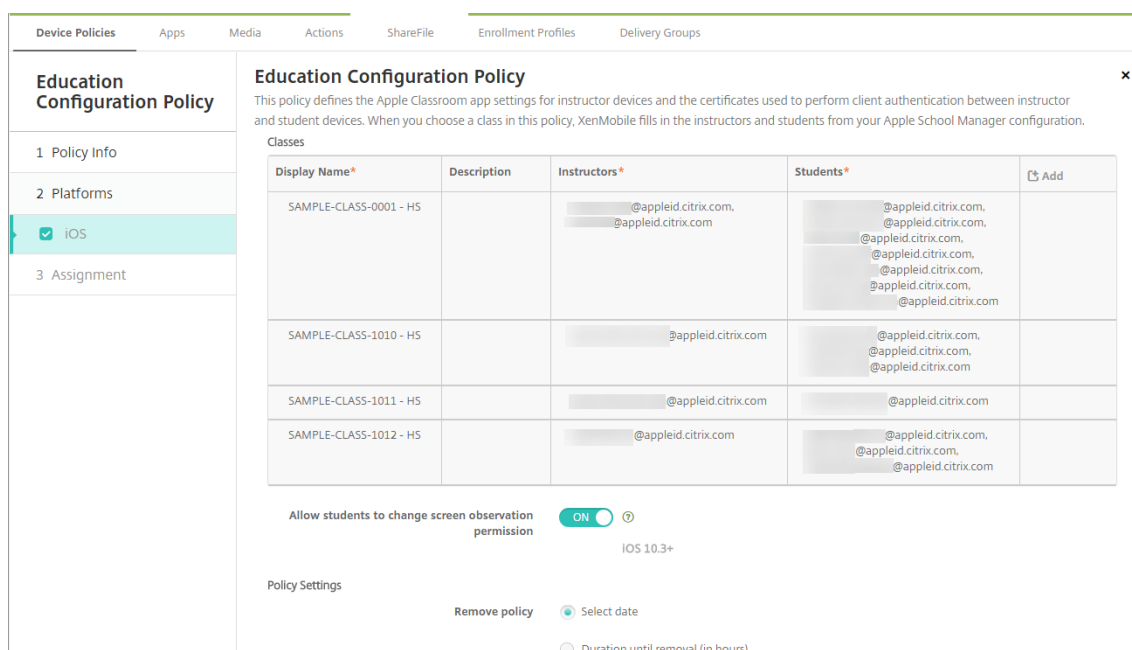 Device Policies Apps Media Actions ShareFile Enrollment Profiles Delivery Groups
Education
Configuration Policy
1 Policy Info
2 Platforms
iOS
3 Assignment
Education Configuration Policy
×
This policy defines the Apple Classroom app settings for instructor devices and the certificates used to perform client authentication between instructor
and student devices. When you choose a class in this policy, XenMobile fills in the instructors and students from your Apple School Manager configuration.
Classes
Display Name* Description Instructors* Students* Add
SAMPLE-CLASS-0001 - HS
@appleid.citrix.com,
@appleid.citrix.com
@appleid.citrix.com,
@appleid.citrix.com,
@appleid.citrix.com,
@appleid.citrix.com,
@appleid.citrix.com,
@appleid.citrix.com,
@appleid.citrix.com
SAMPLE-CLASS-1010 - HS
@appleid.citrix.com
@appleid.citrix.com,
@appleid.citrix.com,
@appleid.citrix.com
SAMPLE-CLASS-1011 - HS
@appleid.citrix.com
@appleid.citrix.com
SAMPLE-CLASS-1012 - HS
@appleid.citrix.com
@appleid.citrix.com,
@appleid.citrix.com,
@appleid.citrix.com
Allow students to change screen observation
permission
ON
?
iOS 10.3+
Policy Settings
Remove policy
Select date
Duration until removal (in hours)